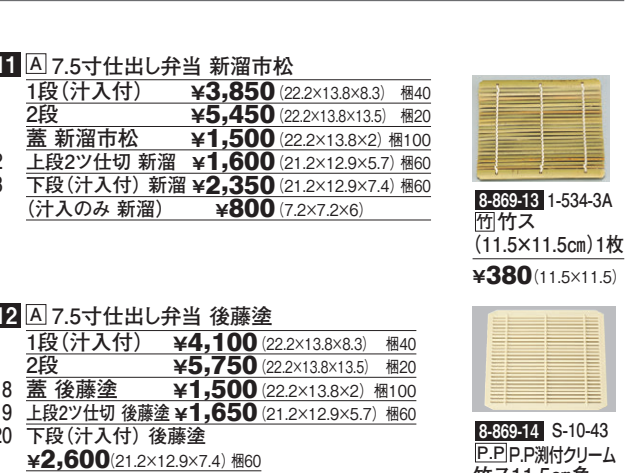 11 A 7.5寸仕出し弁当 新溜市松
1段(汁入付) ¥3,850(22.2×13.8×8.3) 梱40
2段 ¥5,450(22.2×13.8×13.5) 梱20
蓋 新溜市松 ¥1,500(22.2×13.8×2) 梱100
上段2ツ仕切 新溜 ¥1,600(21.2×12.9×5.7) 梱60
下段(汁入付) 新溜 ¥2,350(21.2×12.9×7.4) 梱60
(汁入のみ 新溜) ¥800(7.2×7.2×6)
12 A 7.5寸仕出し弁当 後藤塗
1段(汁入付) ¥4,100(22.2×13.8×8.3) 梱40
2段 ¥5,750(22.2×13.8×13.5) 梱20
8 蓋 後藤塗 ¥1,500(22.2×13.8×2) 梱100
9 上段2ツ仕切 後藤塗 ¥1,650(21.2×12.9×5.7) 梱60
20 下段(汁入付) 後藤塗
¥2,600(21.2×12.9×7.4) 梱60
8-869-13 1-534-3A
竹 竹ス
(11.5×11.5㎝)1枚
¥380(11.5×11.5)
8-869-14 S-10-43
P.P P.P渕付クリーム
竹ス11.5㎝角